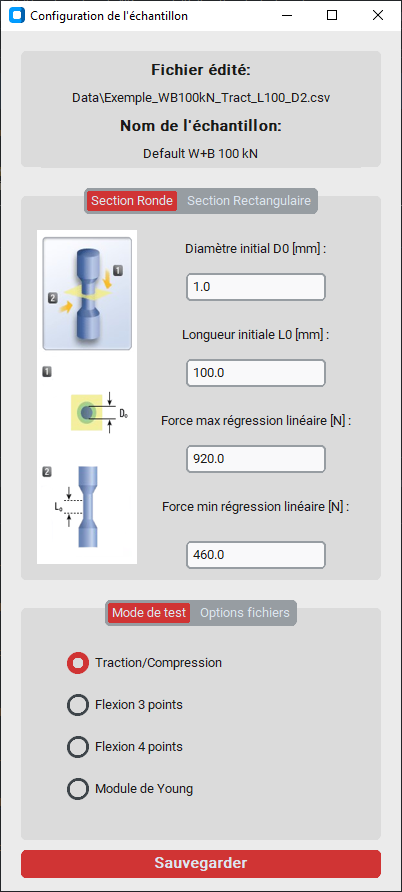 Configuration de l'échantillon
Fichier édité:
Data\Exemple_WB100kN_Tract_L100_D2.csv
Nom de l'échantillon:
Default W+B 100 kN
Section Ronde Section Rectangulaire
Diamètre initial D0 [mm] :
1
2
1.0
Longueur initiale L0 [mm] :
1
100.0
D₀
Force max régression linéaire [N] :
920.0
2
L₀
Force min régression linéaire [N] :
460.0
Mode de test Options fichiers
Traction/Compression
Flexion 3 points
Flexion 4 points
Module de Young
Sauvegarder